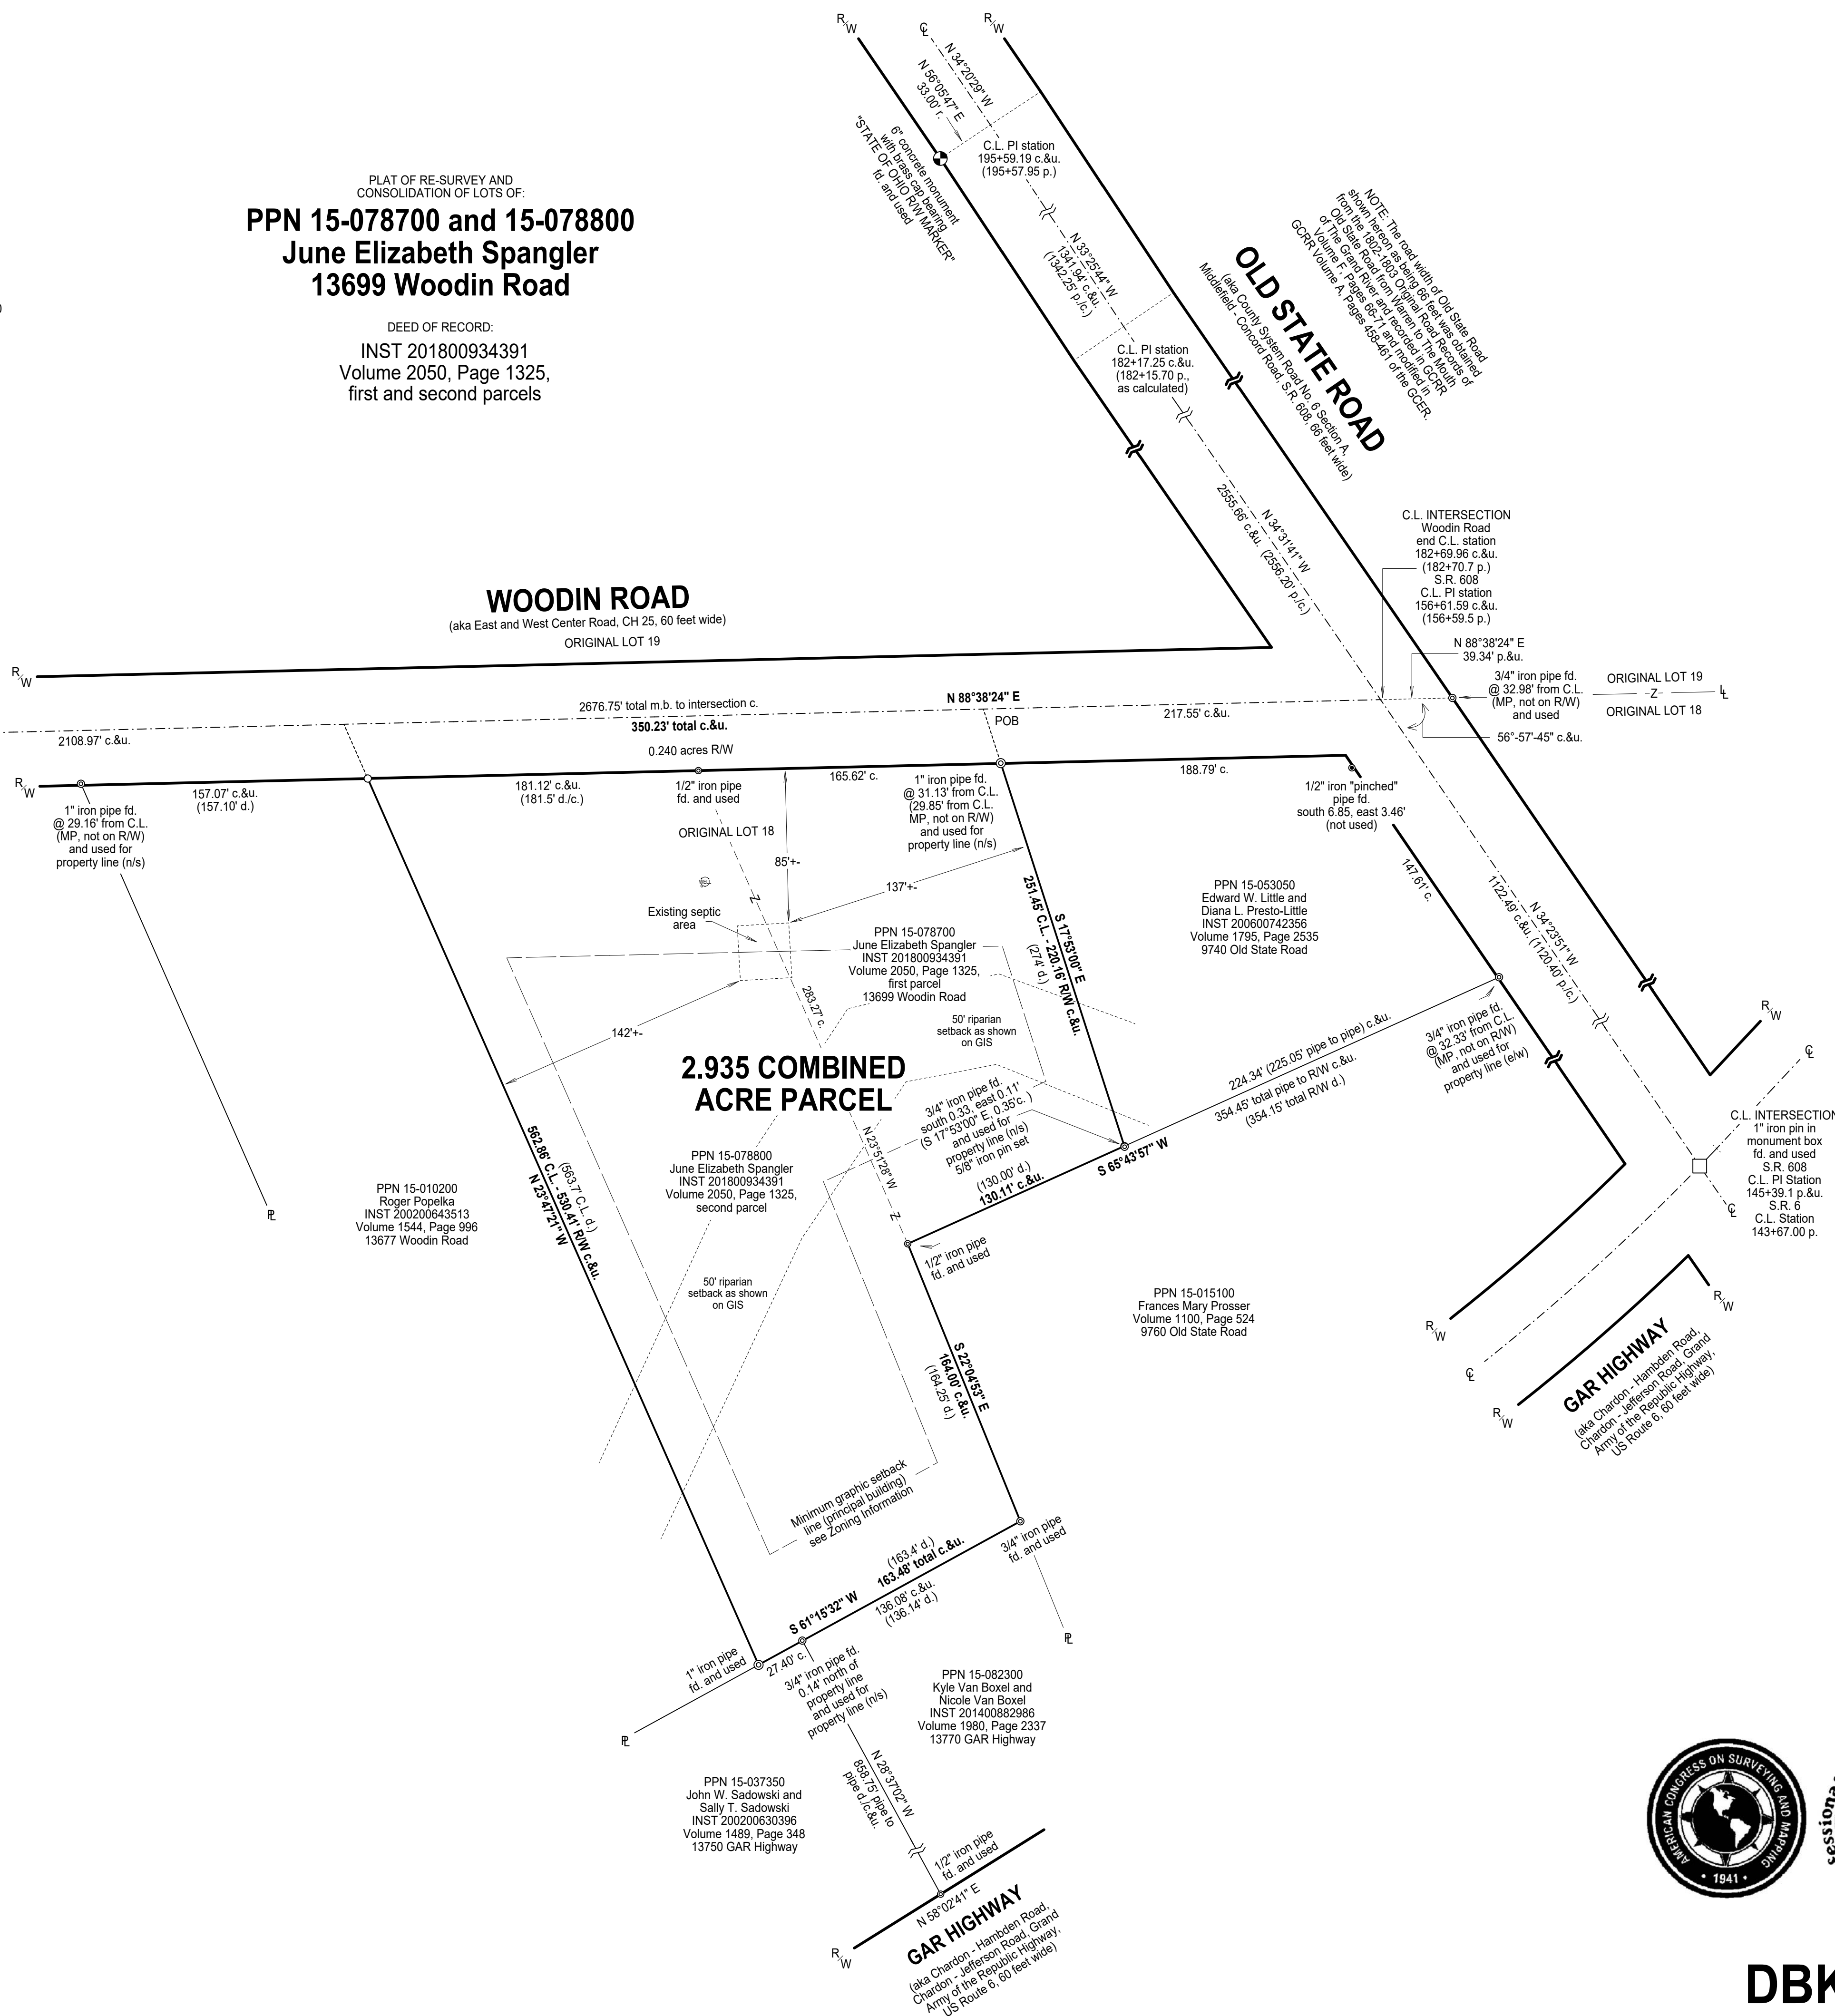 PLAT OF RE-SURVEY AND
CONSOLIDATION OF LOTS OF:
PPN 15-078700 and 15-078800
June Elizabeth Spangler
13699 Woodin Road
DEED OF RECORD:
INST 201800934391
Volume 2050, Page 1325,
first and second parcels
R/W
CL
R/W
N 34°20'29" W
N 56°05'47" E
33.00' r.
6" concrete monument
with brass cap bearing
"STATE OF OHIO R/W MARKER"
fd. and used
C.L. PI station
195+59.19 c.&u.
(195+57.95 p.)
N 33°25'44" W
1341.94' c.&u.
(1342.25' p./c.)
C.L. PI station
182+17.25 c.&u.
(182+15.70 p.,
as calculated)
OLD STATE ROAD
(aka County System Road No. 6 Section A,
Middlefield - Concord Road, S.R. 608, 66 feet wide)
NOTE: The road width of Old State Road
shown hereon as being 66 feet was obtained
from the 1802-1803 Original Road Records of
Old State Road from Warren to The Mouth
of The Grand River and recorded in GCRR
Volume F, Pages 66-71 and modified in
GCRR Volume A, Pages 458-461 of the GCER.
N 34°31'41" W
2555.66' c.&u. (2556.20' p./c.)
C.L. INTERSECTION
Woodin Road
end C.L. station
182+69.96 c.&u.
(182+70.7 p.)
S.R. 608
C.L. PI station
156+61.59 c.&u.
(156+59.5 p.)
N 88°38'24" E
39.34' p.&u.
3/4" iron pipe fd.
@ 32.98' from C.L.
(MP, not on R/W)
and used
ORIGINAL LOT 19
Z
LL
ORIGINAL LOT 18
56°-57'-45" c.&u.
WOODIN ROAD
(aka East and West Center Road, CH 25, 60 feet wide)
ORIGINAL LOT 19
R/W
2676.75' total m.b. to intersection c.
N 88°38'24" E
2108.97' c.&u.
350.23' total c.&u.
POB
217.55' c.&u.
0.240 acres R/W
R/W
157.07' c.&u.
(157.10' d.)
181.12' c.&u.
(181.5' d./c.)
1/2" iron pipe
fd. and used
165.62' c.
188.79' c.
1" iron pipe fd.
@ 29.16' from C.L.
(MP, not on R/W)
and used for
property line (n/s)
1" iron pipe fd.
@ 31.13' from C.L.
(29.85' from C.L.
MP, not on R/W)
and used for
property line (n/s)
1/2" iron "pinched"
pipe fd.
south 6.85, east 3.46'
(not used)
ORIGINAL LOT 18
85'+-
137'+-
Z
Existing septic
area
147.61' c.
PPN 15-053050
Edward W. Little and
Diana L. Presto-Little
INST 200600742356
Volume 1795, Page 2535
9740 Old State Road
S 17°53'00" E
251.45' C.L. - 220.16' R/W c.&u.
(274' d.)
PPN 15-078700
June Elizabeth Spangler
INST 201800934391
Volume 2050, Page 1325,
first parcel
13699 Woodin Road
N 34°23'51" W
1122.49' c.&u. (1120.40' p./c.)
283.27' c.
142'+-
50' riparian
setback as shown
on GIS
2.935 COMBINED
ACRE PARCEL
3/4" iron pipe fd.
south 0.33, east 0.11'
(S 17°53'00" E, 0.35'c. )
and used for
property line (n/s)
5/8" iron pin set
224.34' (225.05' pipe to pipe) c.&u.
354.45' total pipe to R/W c.&u.
(354.15' total R/W d.)
3/4" iron pipe fd.
@ 32.33' from C.L.
(MP, not on R/W)
and used for
property line (e/w)
S 65°43'57" W
(130.00' d.)
130.11' c.&u.
N 23°51'28" W
Z
R/W
CL
C.L. INTERSECTION
1" iron pin in
monument box
fd. and used
S.R. 608
C.L. PI Station
145+39.1 p.&u.
S.R. 6
C.L. Station
143+67.00 p.
CL
(563.7' C.L. d.)
562.86' C.L. - 530.41' R/W c.&u.
N 23°47'21" W
PPN 15-078800
June Elizabeth Spangler
INST 201800934391
Volume 2050, Page 1325,
second parcel
PPN 15-010200
Roger Popelka
INST 200200643513
Volume 1544, Page 996
13677 Woodin Road
PL
1/2" iron pipe
fd. and used
50' riparian
setback as shown
on GIS
PPN 15-015100
Frances Mary Prosser
Volume 1100, Page 524
9760 Old State Road
S 22°04'53" E
164.00' c.&u.
(164.25' d.)
R/W
R/W
CL
R/W
GAR HIGHWAY
(aka Chardon - Hambden Road,
Chardon - Jefferson Road, Grand
Army of the Republic Highway,
US Route 6, 60 feet wide)
Minimum graphic setback
line (principal building)
see Zoning Information
3/4" iron pipe
fd. and used
(163.4' d.)
163.48' total c.&u.
S 61°15'32" W
136.08' c.&u.
(136.14' d.)
PL
1" iron pipe
fd. and used
27.40' c.
3/4" iron pipe fd.
0.14' north of
property line
and used for
property line (n/s)
PL
PPN 15-082300
Kyle Van Boxel and
Nicole Van Boxel
INST 201400882986
Volume 1980, Page 2337
13770 GAR Highway
N 28°37'02" W
858.75' pipe to
pipe d./c.&u.
PPN 15-037350
John W. Sadowski and
Sally T. Sadowski
INST 200200630396
Volume 1489, Page 348
13750 GAR Highway
1/2" iron pipe
fd. and used
N 58°02'41" E
R/W
GAR HIGHWAY
(aka Chardon - Hambden Road,
Chardon - Jefferson Road, Grand
Army of the Republic Highway,
US Route 6, 60 feet wide)
AMERICAN CONGRESS ON SURVEYING AND MAPPING
• 1941 •
DBK